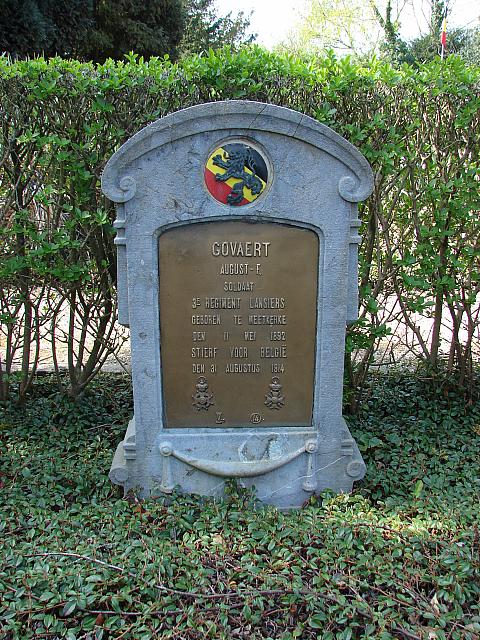 GOVAERT
AUGUST-F.
SOLDAAT
3E REGIMENT LANSIERS
GEBOREN TE MEETKERKE
DEN 11 MEI 1892
STIERF VOOR BELGIE
DEN 31 AUGUSTUS 1914